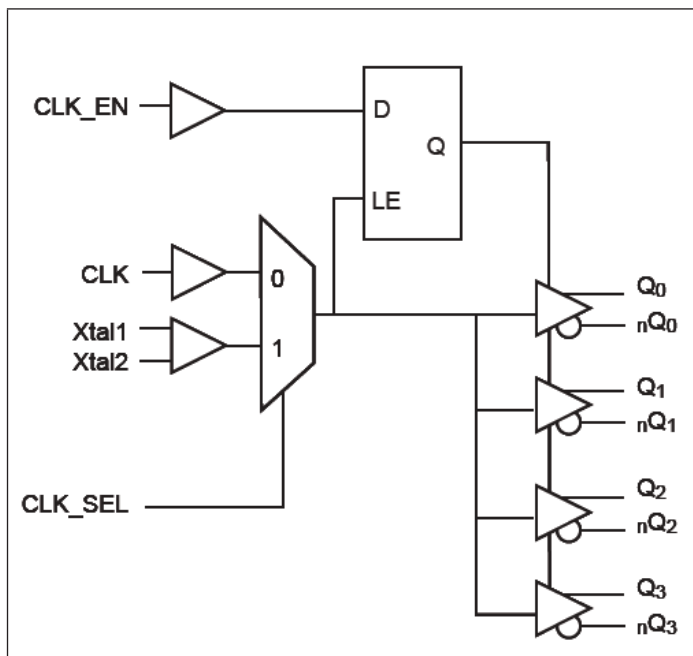 CLK_EN
D
Q
LE
CLK
0
Xtal1
Xtal2
1
CLK_SEL
Q0
nQ0
Q1
nQ1
Q2
nQ2
Q3
nQ3